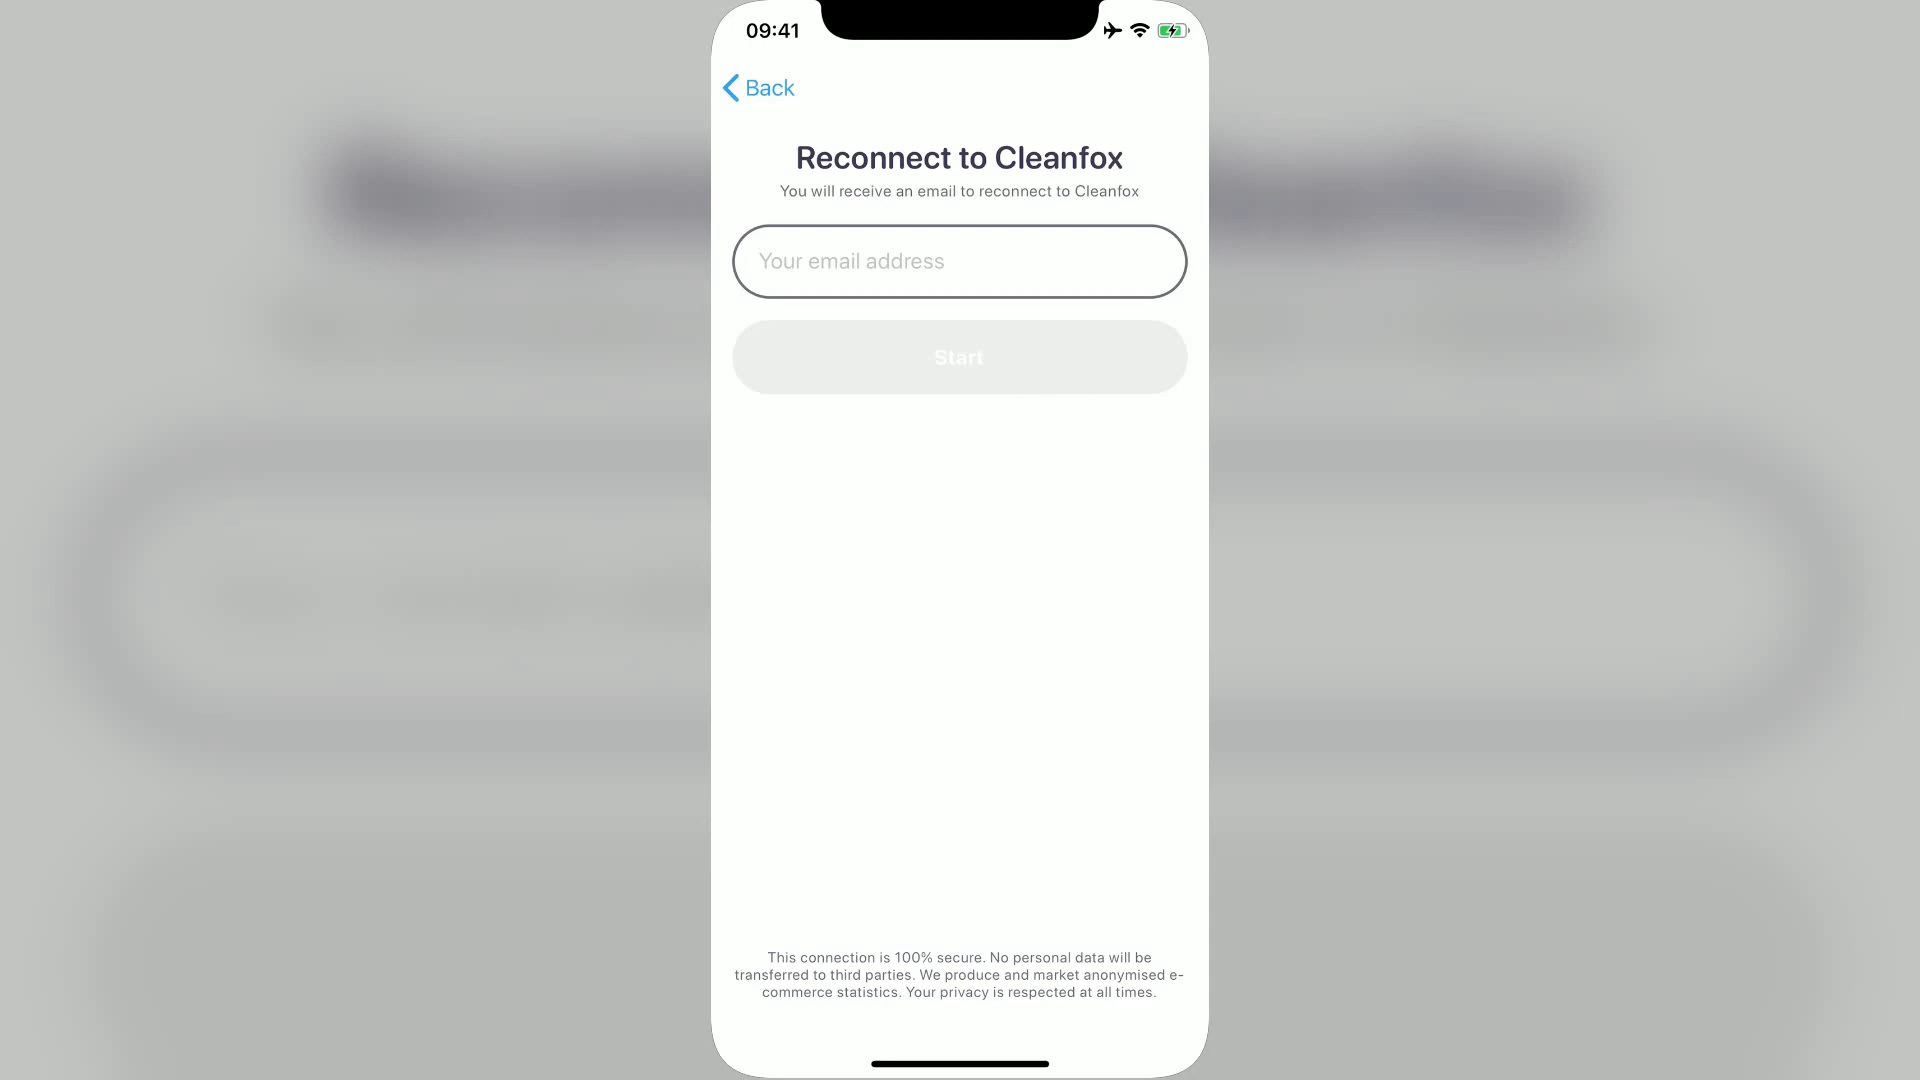 09:41
Back
Reconnect to Cleanfox
You will receive an email to reconnect to Cleanfox
Your email address
Start
This connection is 100% secure. No personal data will be
transferred to third parties. We produce and market anonymised e-
commerce statistics. Your privacy is respected at all times.